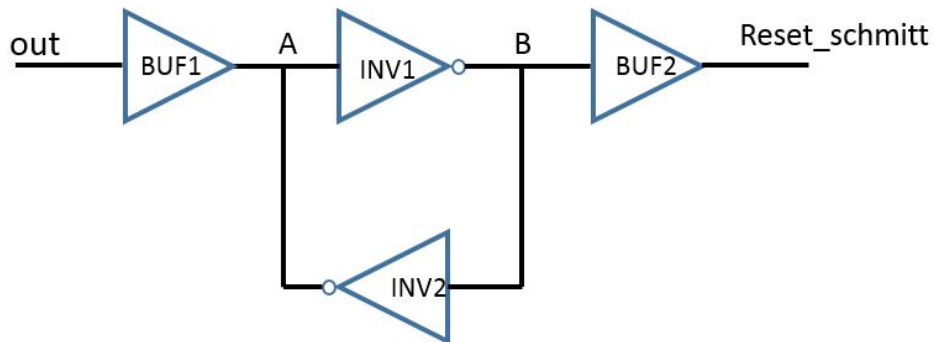 out
BUF1
A
INV1
B
BUF2
Reset_schmitt
INV2